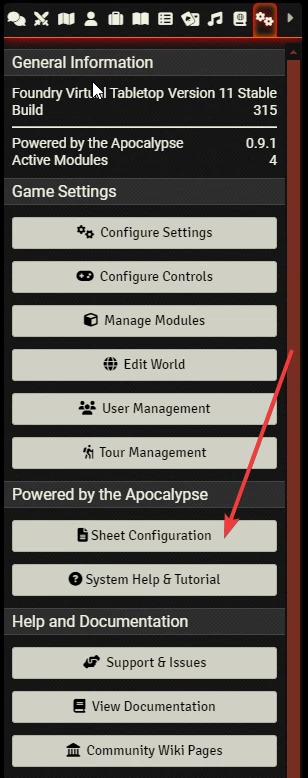 General Information
Foundry Virtual Tabletop Version 11 Stable
Build 315
Powered by the Apocalypse 0.9.1
Active Modules 4
Game Settings
Configure Settings
Configure Controls
Manage Modules
Edit World
User Management
Tour Management
Powered by the Apocalypse
Sheet Configuration
System Help & Tutorial
Help and Documentation
Support & Issues
View Documentation
Community Wiki Pages